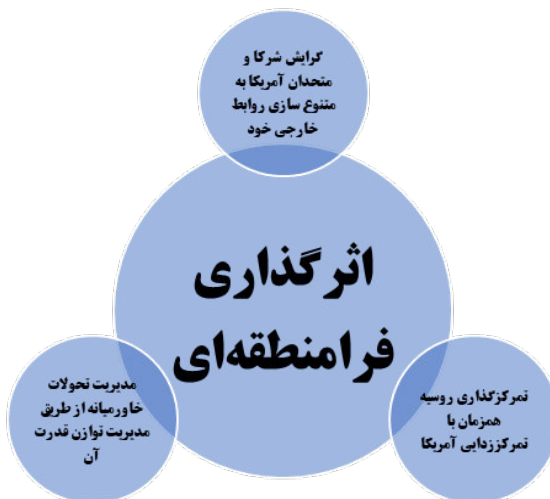 گرایش شرکا و
متحدان آمریکا به
متنوع سازی روابط
خارجی خود
اثرگذاری
فرامنطقه‌ای
تمرکزگذاری روسیه
همزمان با
تمرکززدایی آمریکا
مدیریت تحولات
خاورمیانه از طریق
مدیریت توازن قدرت
آن